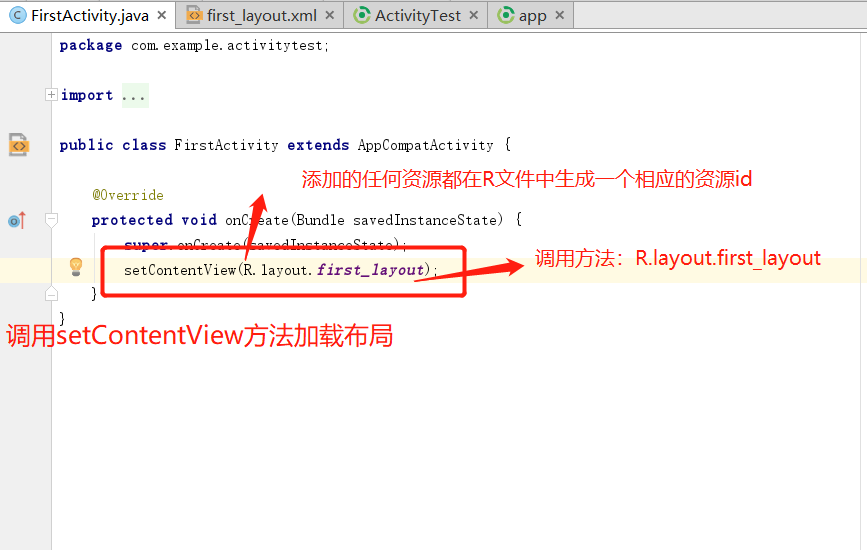 FirstActivity.java × first_layout.xml × ActivityTest × app ×
package com.example.activitytest;
import ...
public class FirstActivity extends AppCompatActivity {
添加的任何资源都在R文件中生成一个相应的资源id
@Override
protected void onCreate(Bundle savedInstanceState) {
super.onCreate(savedInstanceState);
调用方法：R.layout.first_layout
setContentView(R.layout.first_layout);
}
}
调用setContentView方法加载布局